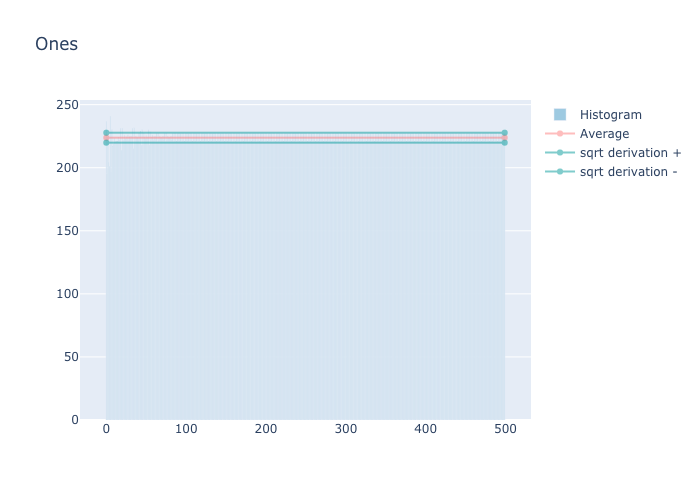 Ones
250
200
150
100
50
0
0 100 200 300 400 500
Histogram
Average
sqrt derivation +
sqrt derivation -